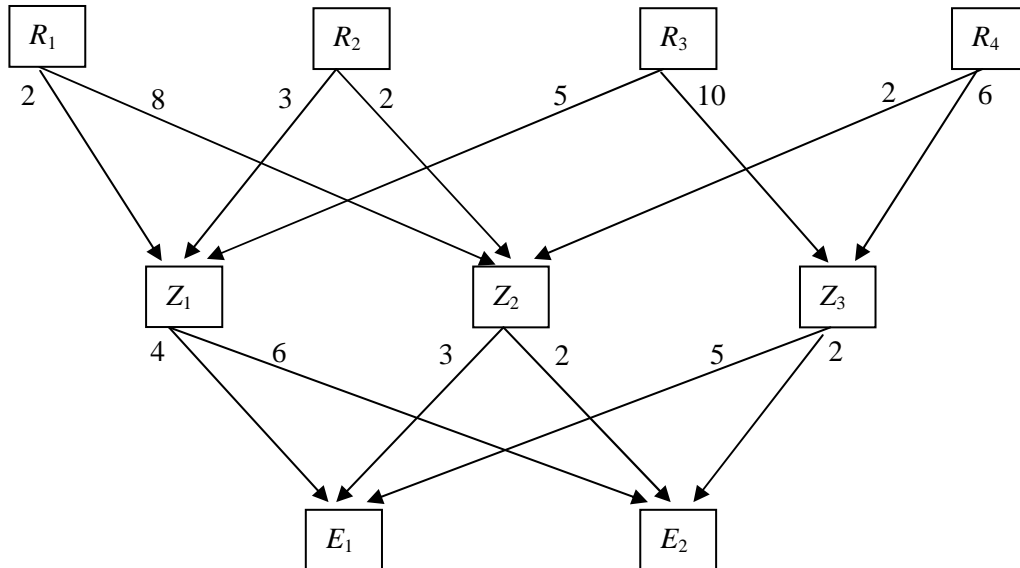 R₁ R₂ R₃ R₄
2 8 3 2 5 10 2 6
Z₁ Z₂ Z₃
4 6 3 2 5 2
E₁ E₂